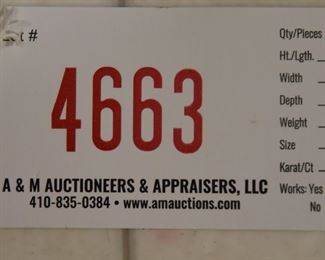 Lot #
4663
A & M AUCTIONEERS & APPRAISERS, LLC
410-835-0384 • www.amauctions.com
Qty/Pieces
Ht./Lgth.
Width
Depth
Weight
Size
Karat/Ct
Works: Yes
No